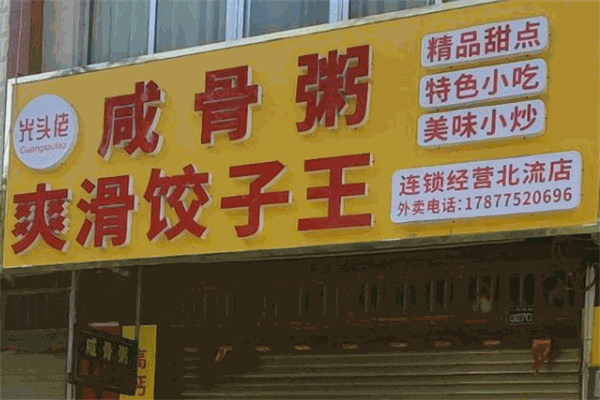 光头佬
Guangtoulao
咸骨粥
爽滑饺子王
精品甜点
特色小吃
美味小炒
连锁经营北流店
外卖电话:17877520696
咸骨粥
高
钙